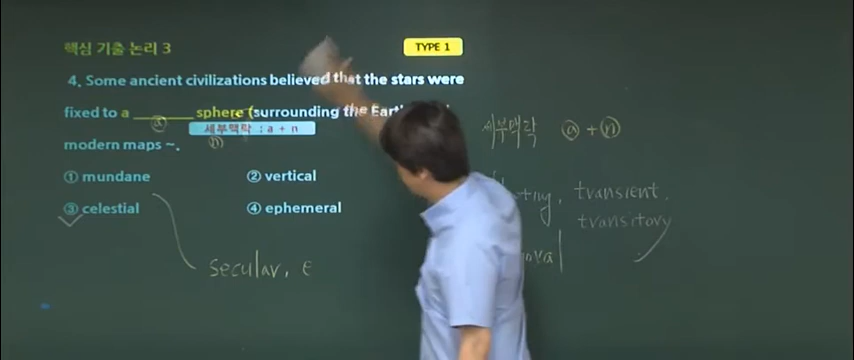 핵심 기출 논리 3
TYPE 1
4. Some ancient civilizations believed that the stars were
fixed to a ________ sphere (surrounding the
ⓐ
세부맥락 : a + n
ⓝ
modern maps ~.
① mundane
② vertical
③ celestial
④ ephemeral
secular, e
세부맥락 ⓐ + ⓝ
transient.
transitory